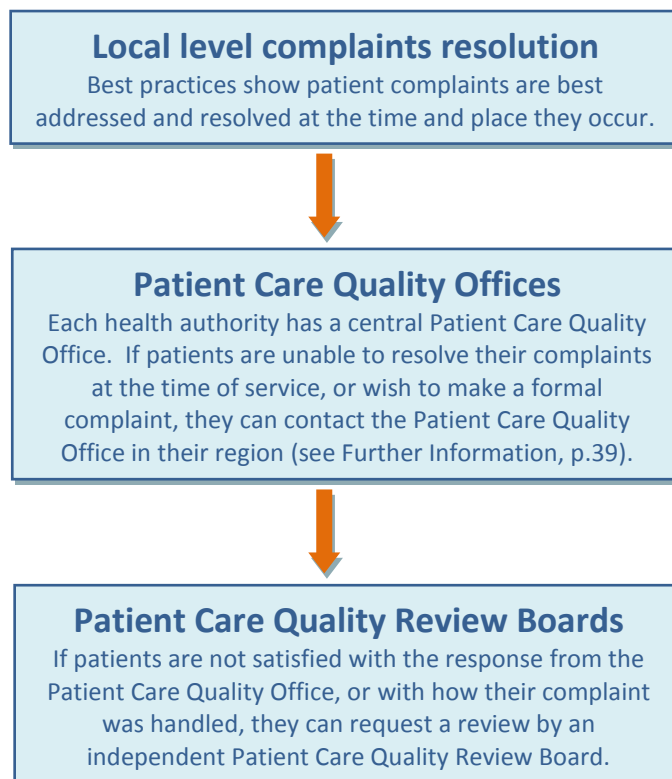 Local level complaints resolution
Best practices show patient complaints are best
addressed and resolved at the time and place they occur.
Patient Care Quality Offices
Each health authority has a central Patient Care Quality
Office.  If patients are unable to resolve their complaints
at the time of service, or wish to make a formal
complaint, they can contact the Patient Care Quality
Office in their region (see Further Information, p.39).
Patient Care Quality Review Boards
If patients are not satisfied with the response from the
Patient Care Quality Office, or with how their complaint
was handled, they can request a review by an
independent Patient Care Quality Review Board.